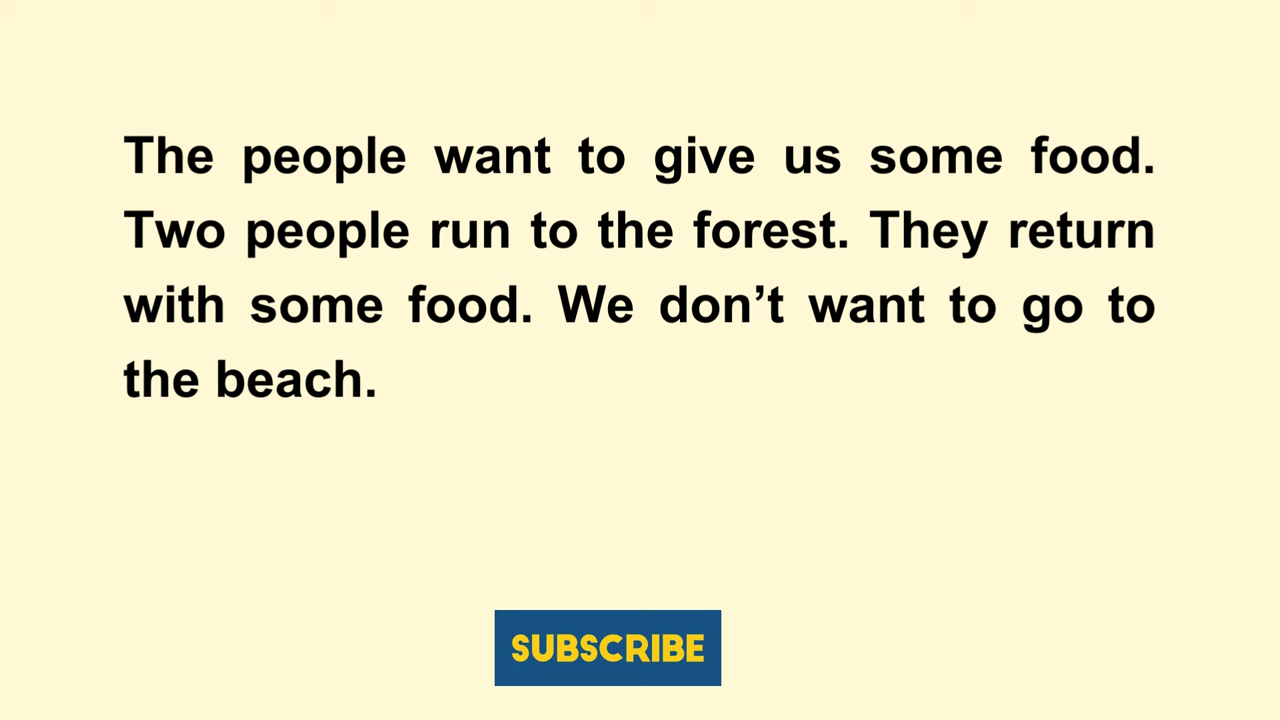 The people want to give us some food.
Two people run to the forest. They return
with some food. We don’t want to go to
the beach.
SUBSCRIBE